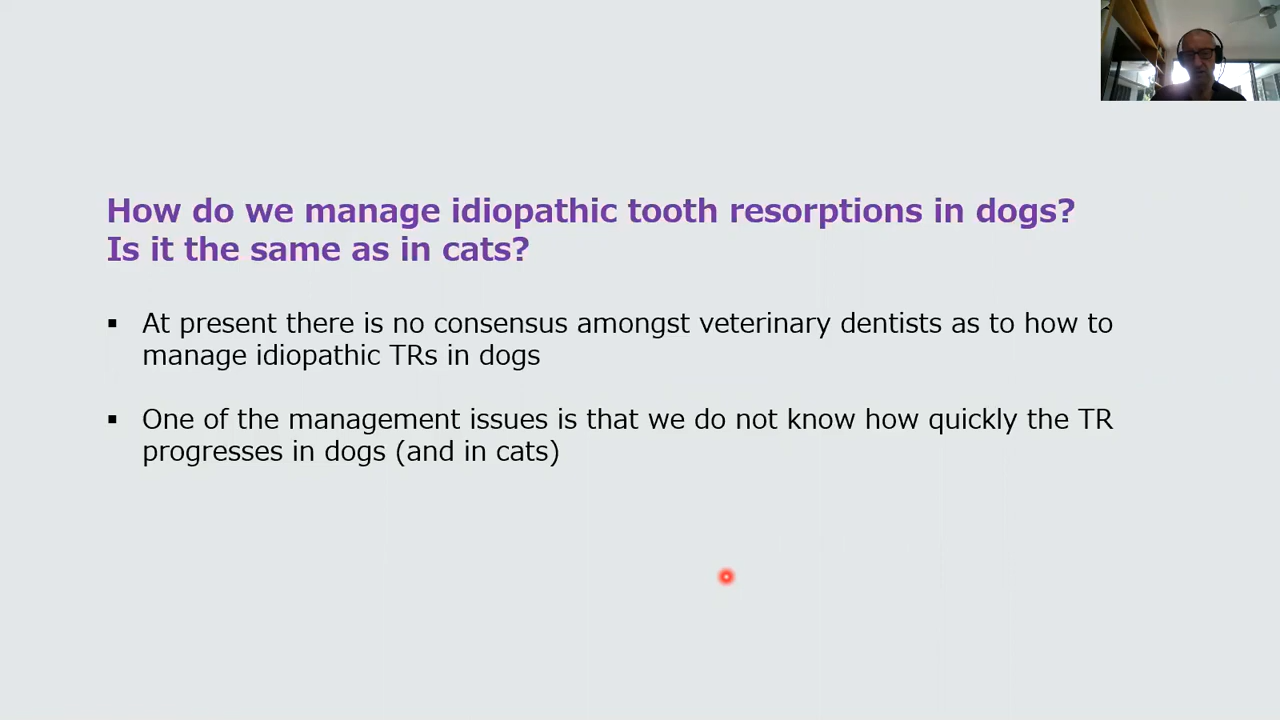 How do we manage idiopathic tooth resorptions in dogs?
Is it the same as in cats?
▪ At present there is no consensus amongst veterinary dentists as to how to
manage idiopathic TRs in dogs
▪ One of the management issues is that we do not know how quickly the TR
progresses in dogs (and in cats)